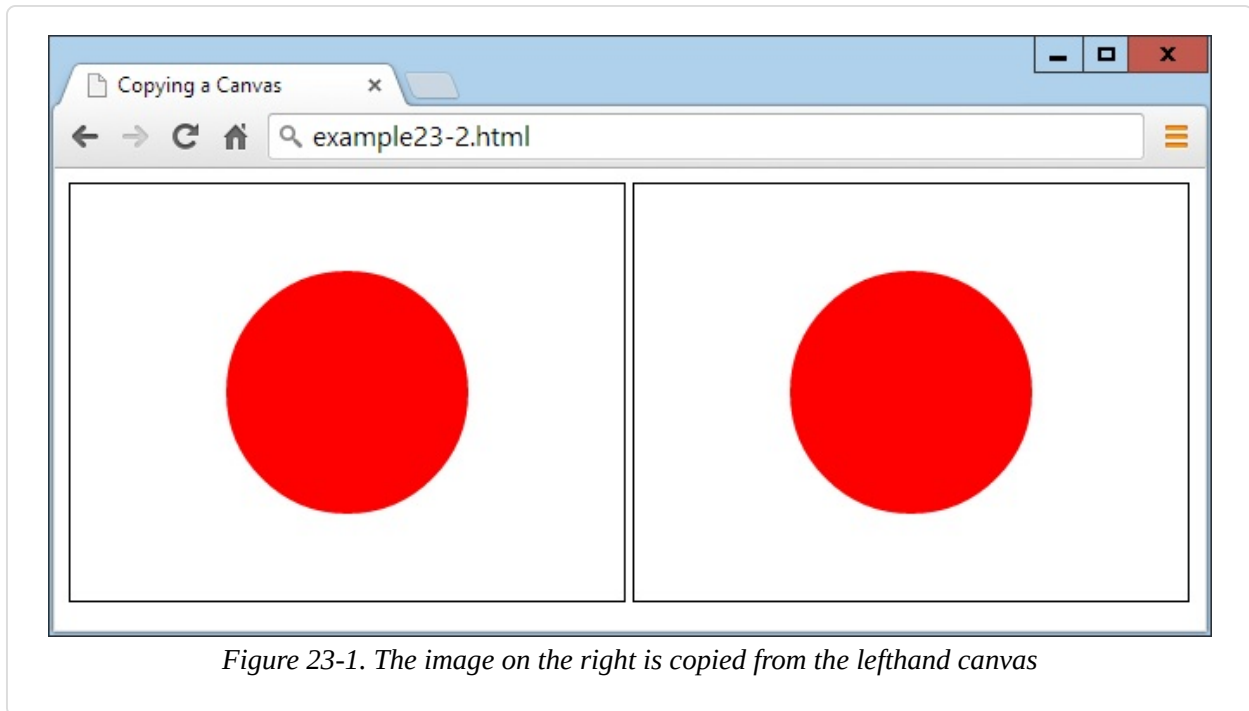 Copying a Canvas
example23-2.html
Figure 23-1. The image on the right is copied from the lefthand canvas